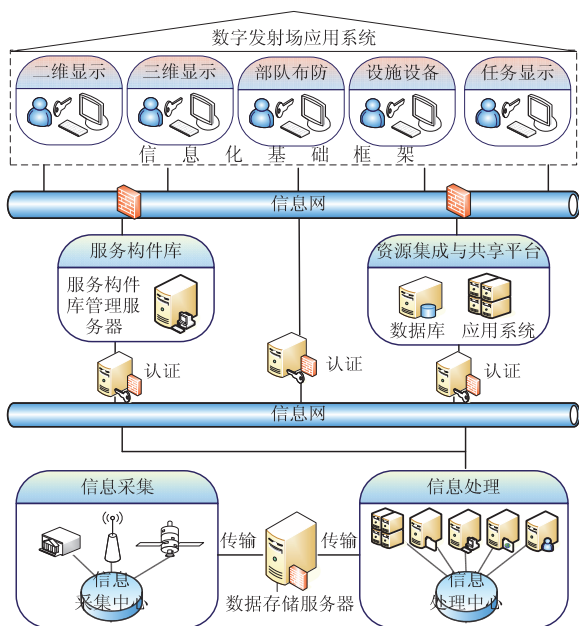 数字发射场应用系统
二维显示
三维显示
部队布防
设施设备
任务显示
信息化基础框架
信息网
服务构件库
服务构件
库管理服
务器
资源集成与共享平台
数据库
应用系统
认证
认证
认证
信息网
信息采集
信息
采集中心
传输
数据存储服务器
传输
信息处理
信息
处理中心